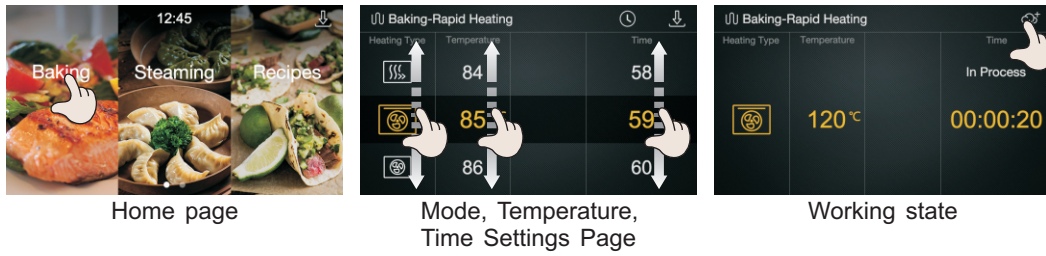 12:45
Baking
Steaming
Recipes
Home page
Baking-Rapid Heating
Heating Type
Temperature
Time
84
58
85
59
86
60
Mode, Temperature,
Time Settings Page
Baking-Rapid Heating
Heating Type
Temperature
Time
In Process
120℃
00:00:20
Working state